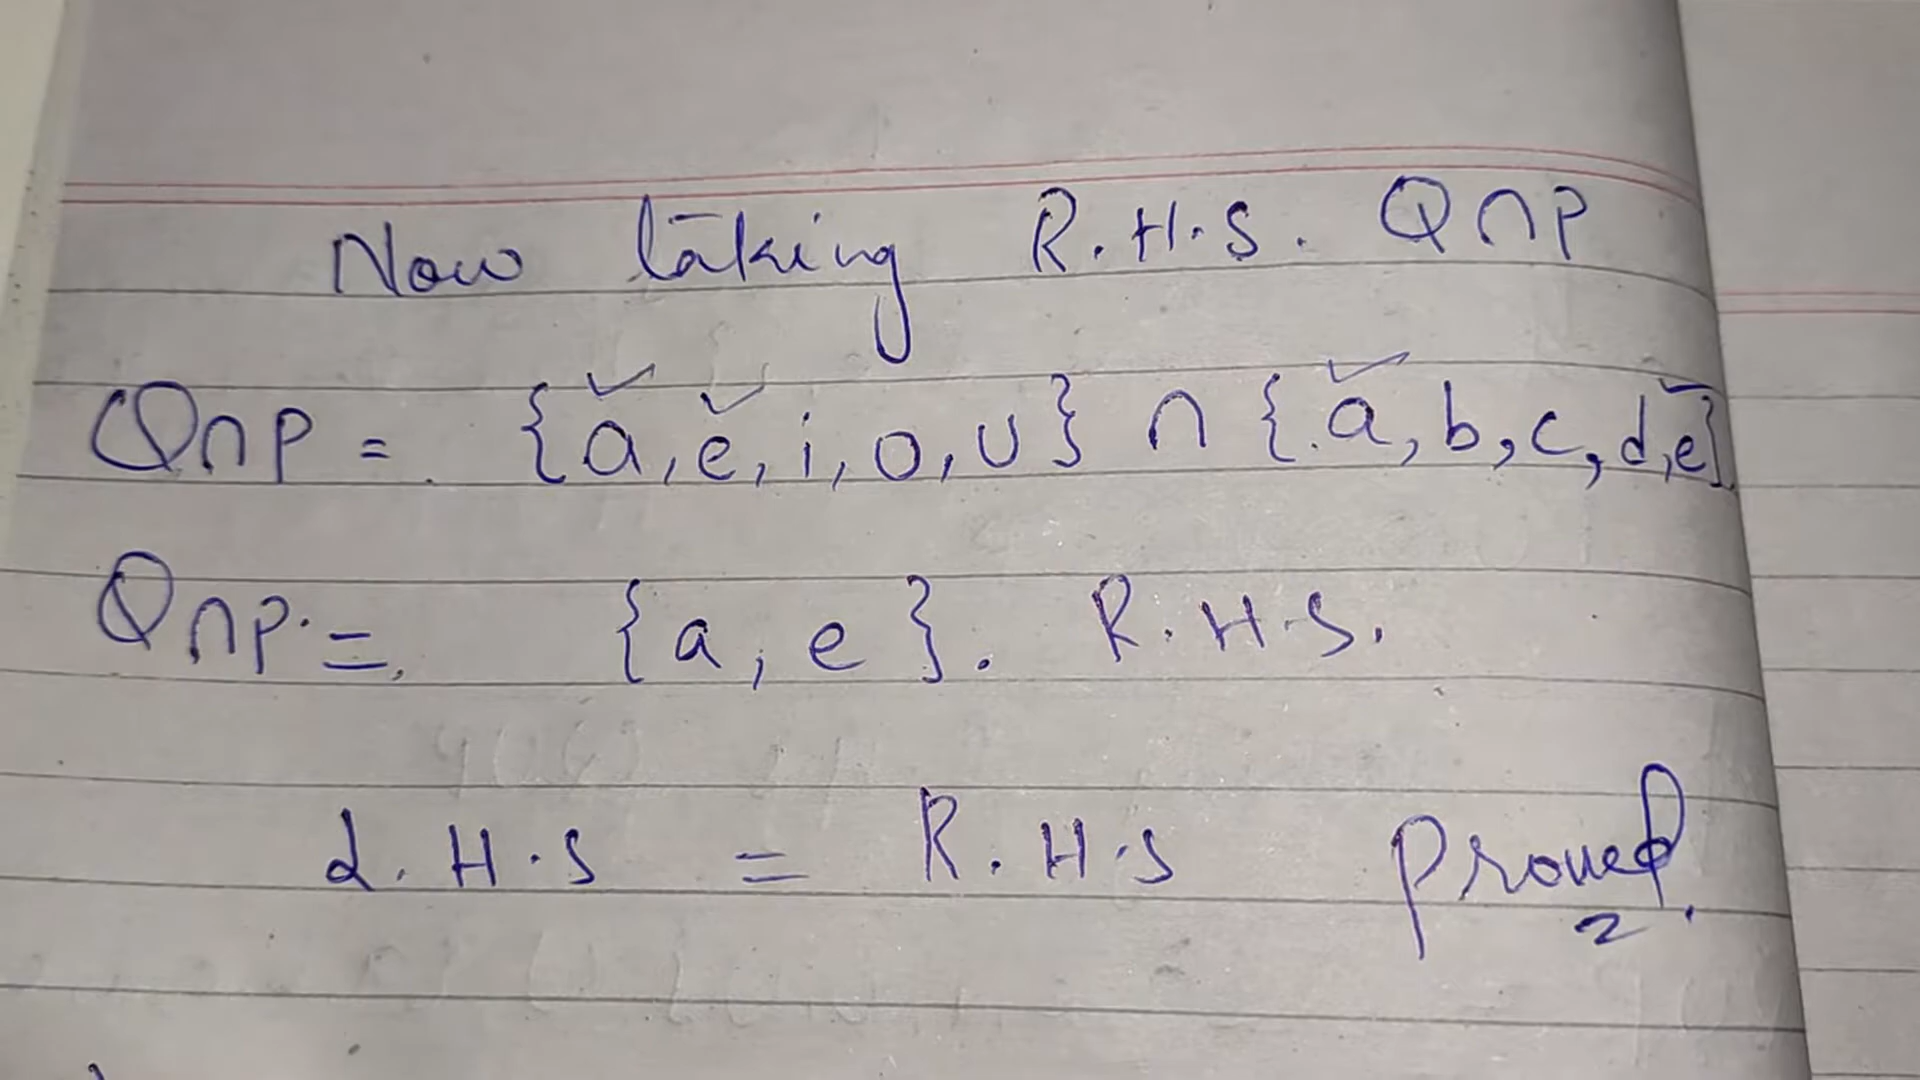 Now taking R.H.S. Q∩P
Q∩P = {a, e, i, o, u} ∩ {a, b, c, d, e}
Q∩P = {a, e}. R.H.S.
L.H.S = R.H.S Proved.